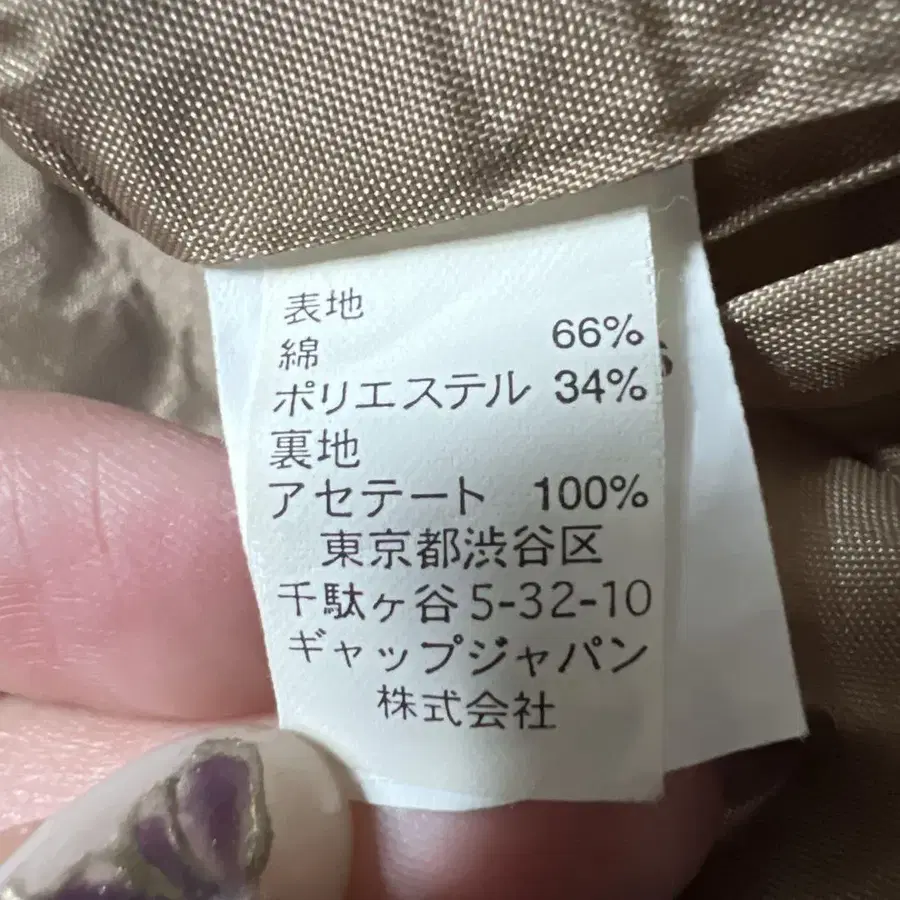 表地
綿 66%
ポリエステル 34%
裏地
アセテート 100%
東京都渋谷区
千駄ヶ谷5-32-10
ギャップジャパン
株式会社